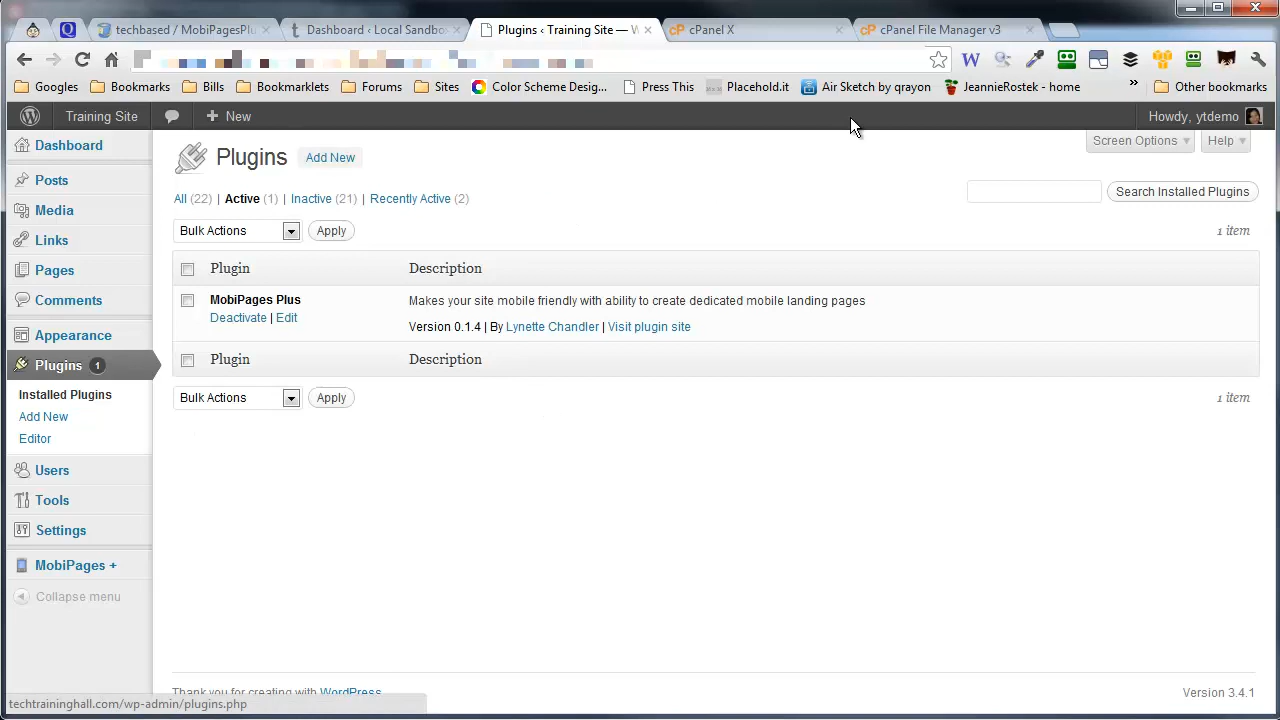 techbased / MobiPagesPlu
Dashboard ‹ Local Sandbo
Plugins ‹ Training Site — W
cPanel X
cPanel File Manager v3
Googles
Bookmarks
Bills
Bookmarklets
Forums
Sites
Color Scheme Desig...
Press This
Placehold.it
Air Sketch by qrayon
JeannieRostek - home
»
Other bookmarks
Training Site
+ New
Howdy, ytdemo
Dashboard
Posts
Media
Links
Pages
Comments
Appearance
Plugins 1
Installed Plugins
Add New
Editor
Users
Tools
Settings
MobiPages +
Collapse menu
Plugins Add New
Screen Options
Help
All (22) | Active (1) | Inactive (21) | Recently Active (2)
Search Installed Plugins
Bulk Actions
Apply
1 item
Plugin
Description
MobiPages Plus
Deactivate | Edit
Makes your site mobile friendly with ability to create dedicated mobile landing pages
Version 0.1.4 | By Lynette Chandler | Visit plugin site
Plugin
Description
Bulk Actions
Apply
1 item
Thank you for creating with WordPress
Version 3.4.1
techtraininghall.com/wp-admin/plugins.php